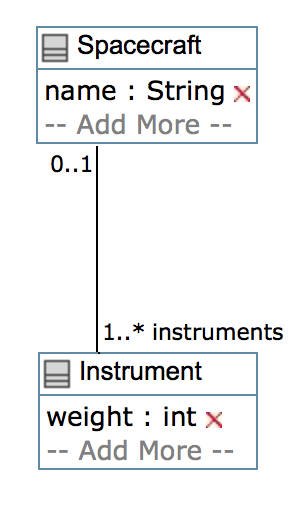 Spacecraft
name : String
-- Add More --
0..1
1..* instruments
Instrument
weight : int
-- Add More --